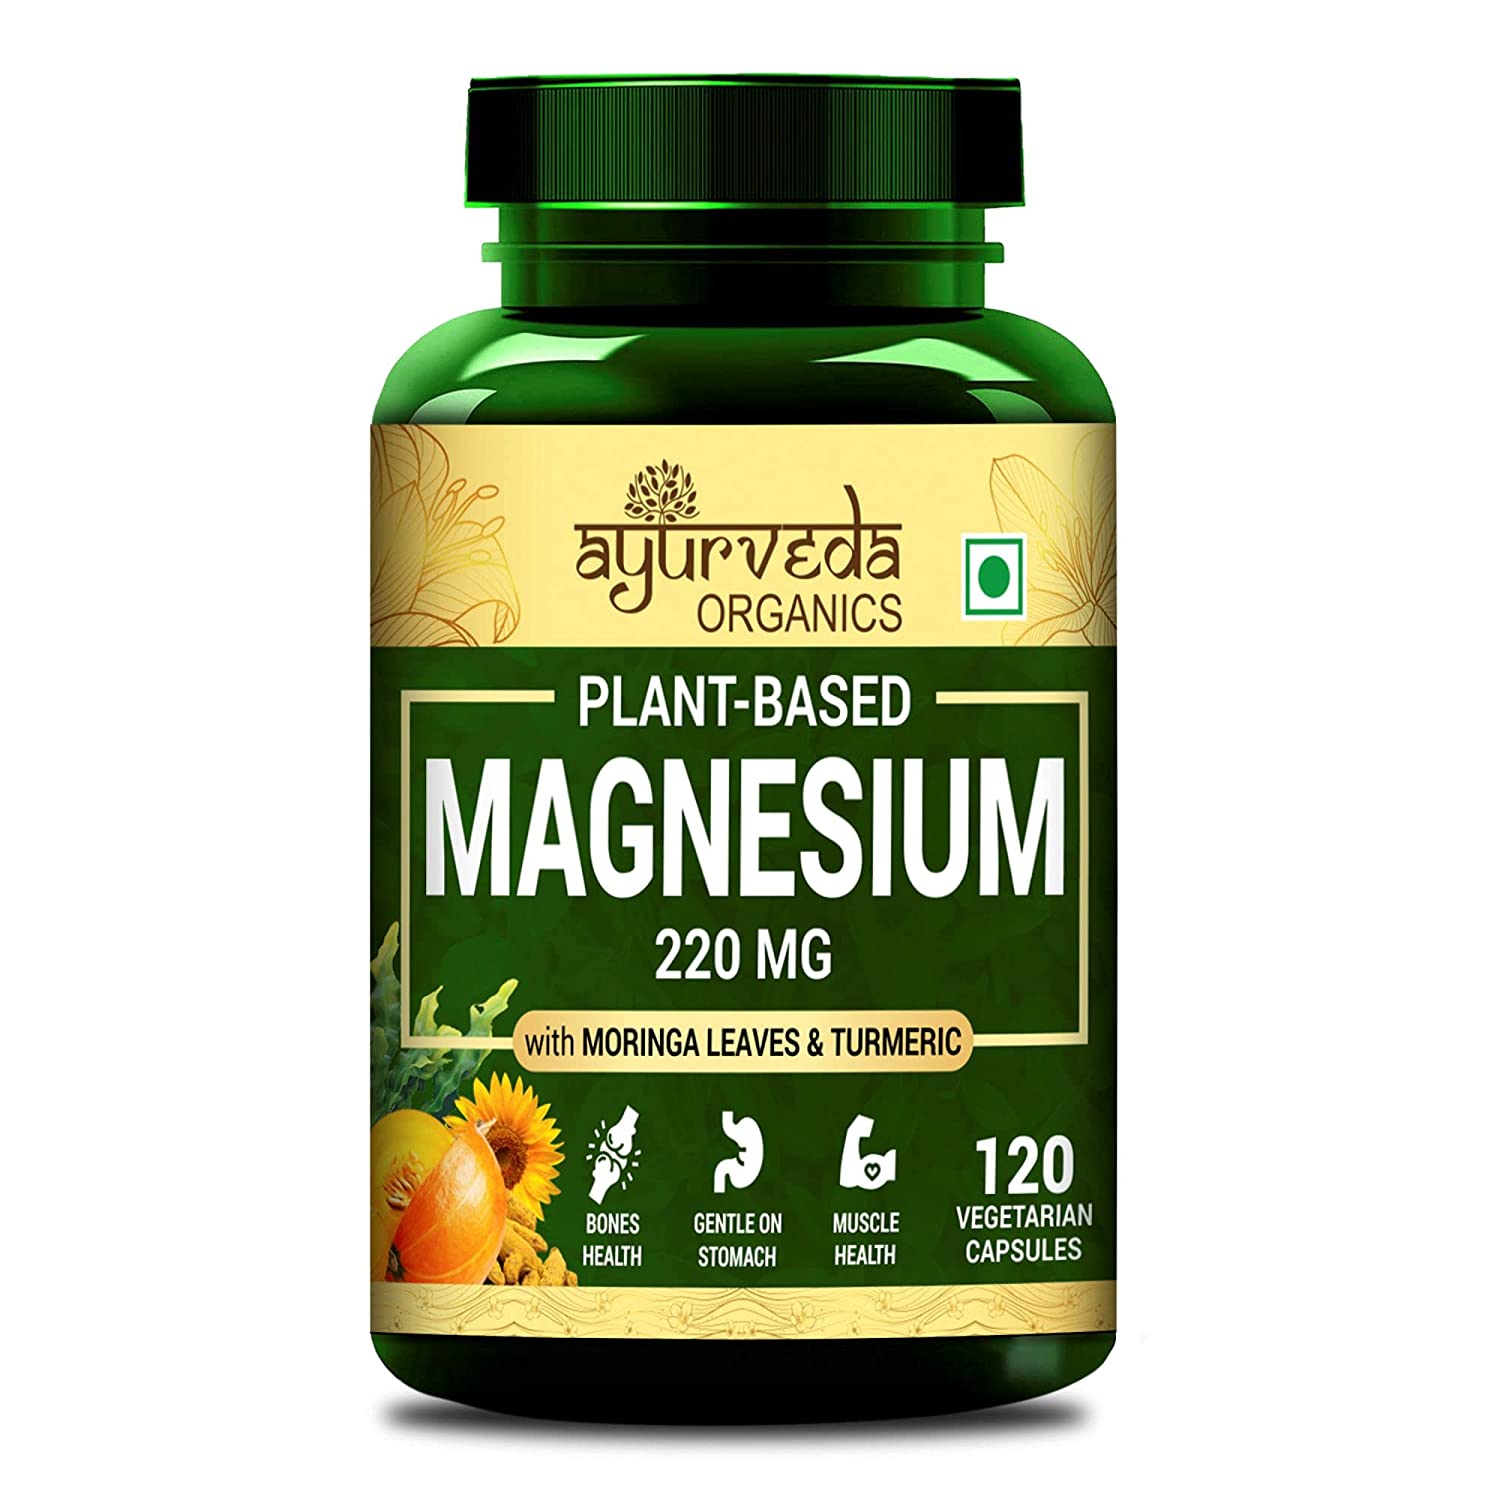 ayurveda
ORGANICS
PLANT-BASED
MAGNESIUM
220 MG
with MORINGA LEAVES & TURMERIC
BONES
HEALTH
GENTLE ON
STOMACH
MUSCLE
HEALTH
120
VEGETARIAN
CAPSULES